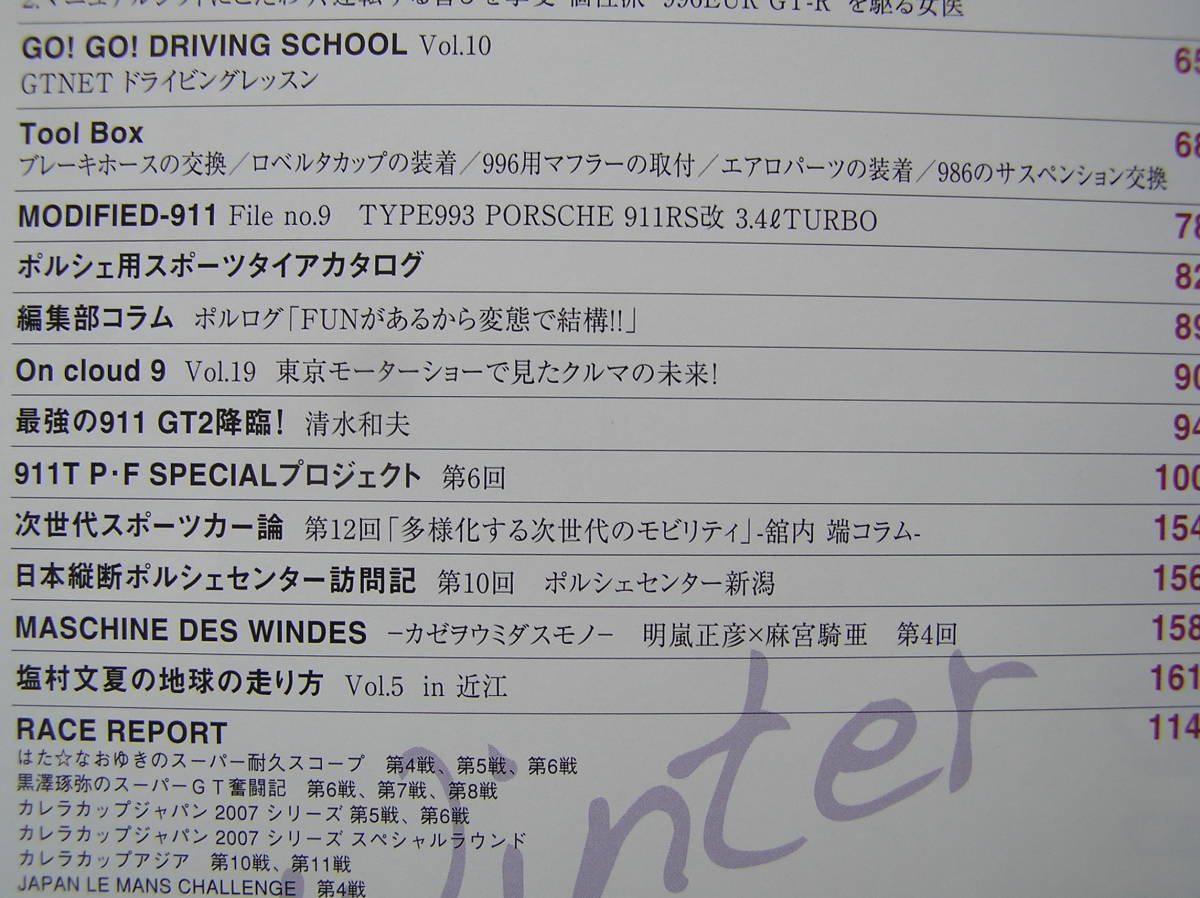 "996EUR GT-R" を駆る女医
GO! GO! DRIVING SCHOOL Vol.10 65
GTNET ドライビングレッスン
Tool Box 68
ブレーキホースの交換／ロベルタカップの装着／996用マフラーの取付／エアロパーツの装着／986のサスペンション交換
MODIFIED-911 File no.9 TYPE993 PORSCHE 911RS改 3.4ℓTURBO 78
ポルシェ用スポーツタイアカタログ 82
編集部コラム ポルログ「FUNがあるから変態で結構!!」 89
On cloud 9 Vol.19 東京モーターショーで見たクルマの未来! 90
最強の911 GT2降臨! 清水和夫 94
911T P・F SPECIALプロジェクト 第6回 100
次世代スポーツカー論 第12回「多様化する次世代のモビリティ」-舘内 端コラム- 154
日本縦断ポルシェセンター訪問記 第10回 ポルシェセンター新潟 156
MASCHINE DES WINDES −カゼヲウミダスモノ− 明嵐正彦×麻宮騎亜 第4回 158
塩村文夏の地球の走り方 Vol.5 in 近江 161
RACE REPORT 114
はた☆なおゆきのスーパー耐久スコープ 第4戦、第5戦、第6戦
黒澤琢弥のスーパーＧＴ奮闘記 第6戦、第7戦、第8戦
カレラカップジャパン 2007 シリーズ 第5戦、第6戦
カレラカップジャパン 2007 シリーズ スペシャルラウンド
カレラカップアジア 第10戦、第11戦
JAPAN LE MANS CHALLENGE 第4戦
Winter